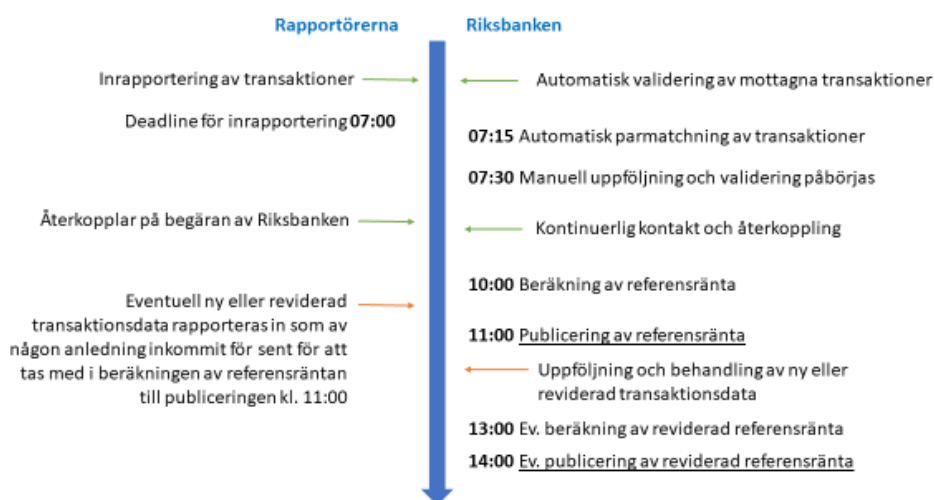 Rapportörerna
Riksbanken
Inrapportering av transaktioner
Automatisk validering av mottagna transaktioner
Deadline för inrapportering 07:00
07:15 Automatisk parmatchning av transaktioner
07:30 Manuell uppföljning och validering påbörjas
Återkopplar på begäran av Riksbanken
Kontinuerlig kontakt och återkoppling
10:00 Beräkning av referensränta
Eventuell ny eller reviderad
transaktionsdata rapporteras in som av
någon anledning inkommit för sent för att
tas med i beräkningen av referensräntan
till publiceringen kl. 11:00
11:00 Publicering av referensränta
Uppföljning och behandling av ny eller
reviderad transaktionsdata
13:00 Ev. beräkning av reviderad referensränta
14:00 Ev. publicering av reviderad referensränta